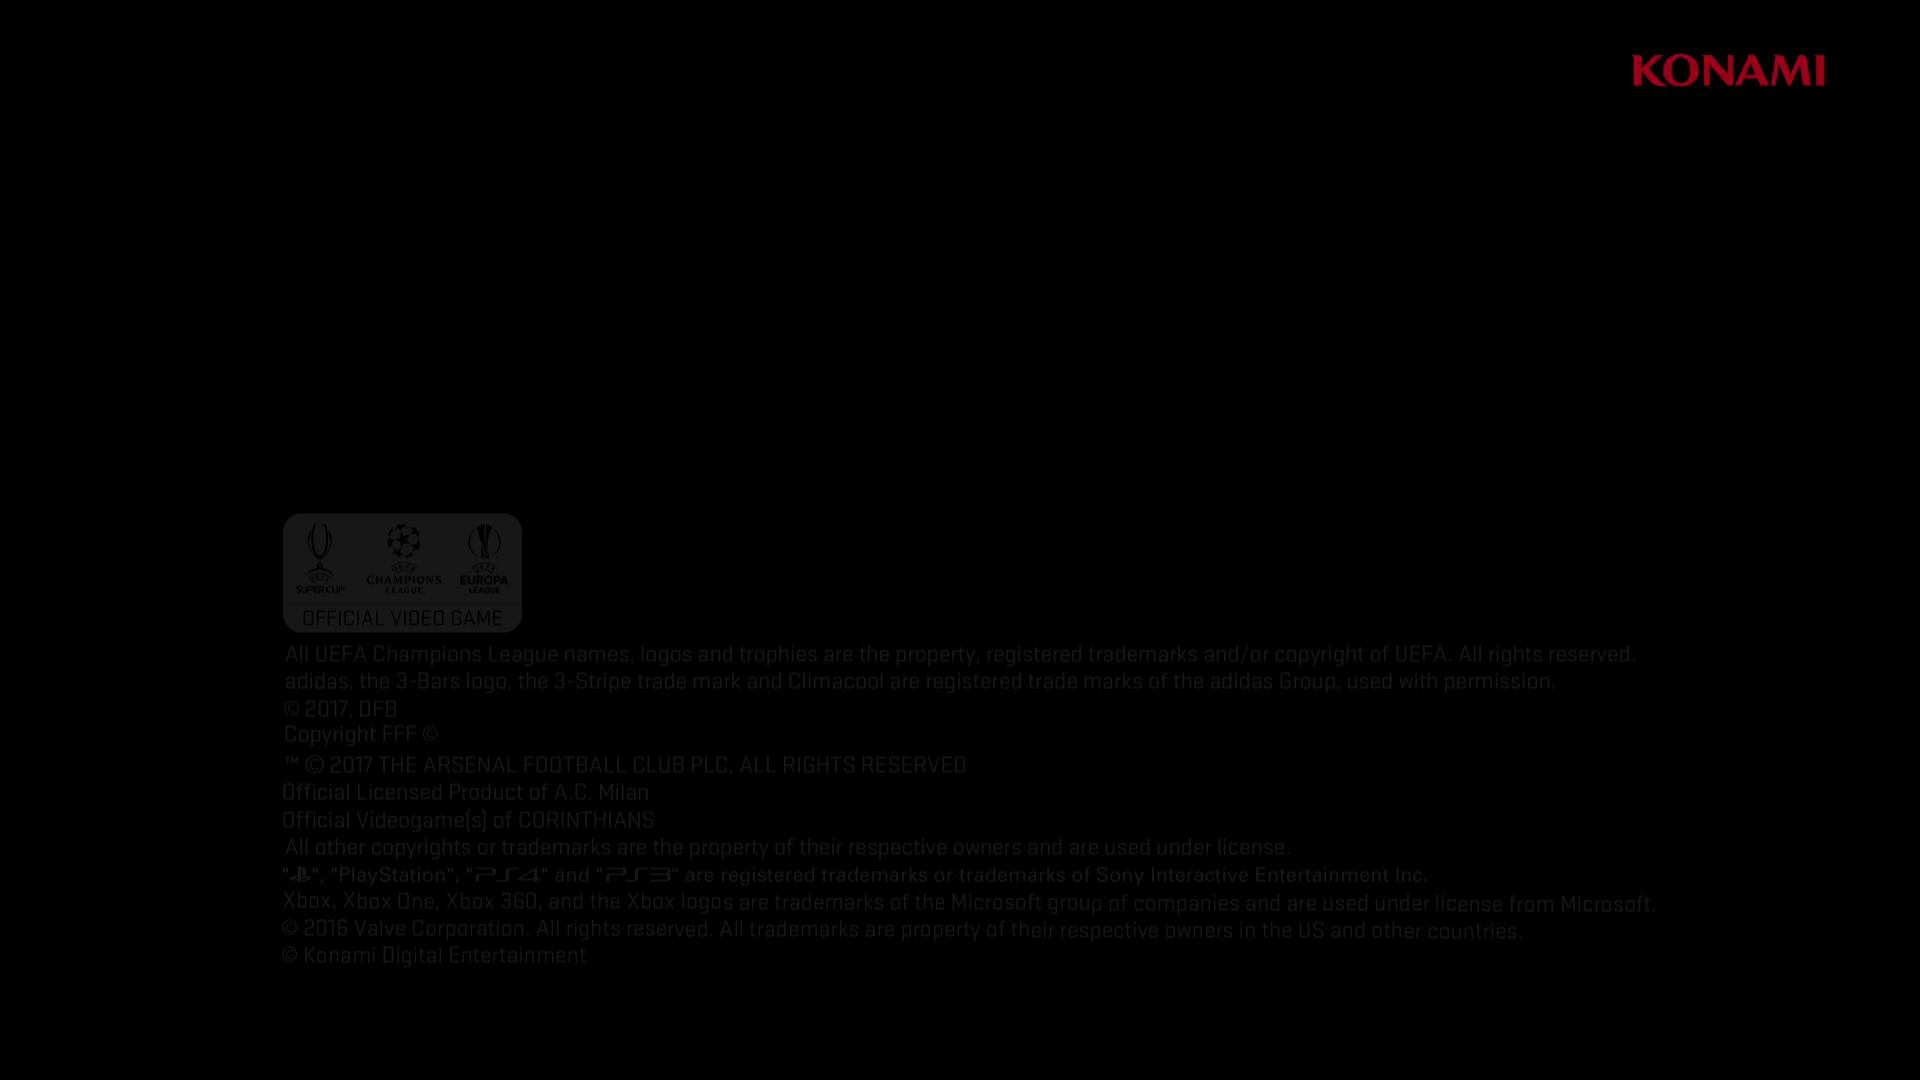 KONAMI
UEFA UEFA UEFA
SUPER CUP CHAMPIONS LEAGUE EUROPA LEAGUE
OFFICIAL VIDEO GAME
All UEFA Champions League names, logos and trophies are the property, registered trademarks and/or copyright of UEFA. All rights reserved.
adidas, the 3-Bars logo, the 3-Stripe trade mark and Climacool are registered trade marks of the adidas Group, used with permission.
© 2017, DFB
Copyright FFF ©
™ © 2017 THE ARSENAL FOOTBALL CLUB PLC, ALL RIGHTS RESERVED
Official Licensed Product of A.C. Milan
Official Videogame(s) of CORINTHIANS
All other copyrights or trademarks are the property of their respective owners and are used under license.
"", "PlayStation", "PS4" and "PS3" are registered trademarks or trademarks of Sony Interactive Entertainment Inc.
Xbox, Xbox One, Xbox 360, and the Xbox logos are trademarks of the Microsoft group of companies and are used under license from Microsoft.
© 2016 Valve Corporation. All rights reserved. All trademarks are property of their respective owners in the US and other countries.
© Konami Digital Entertainment